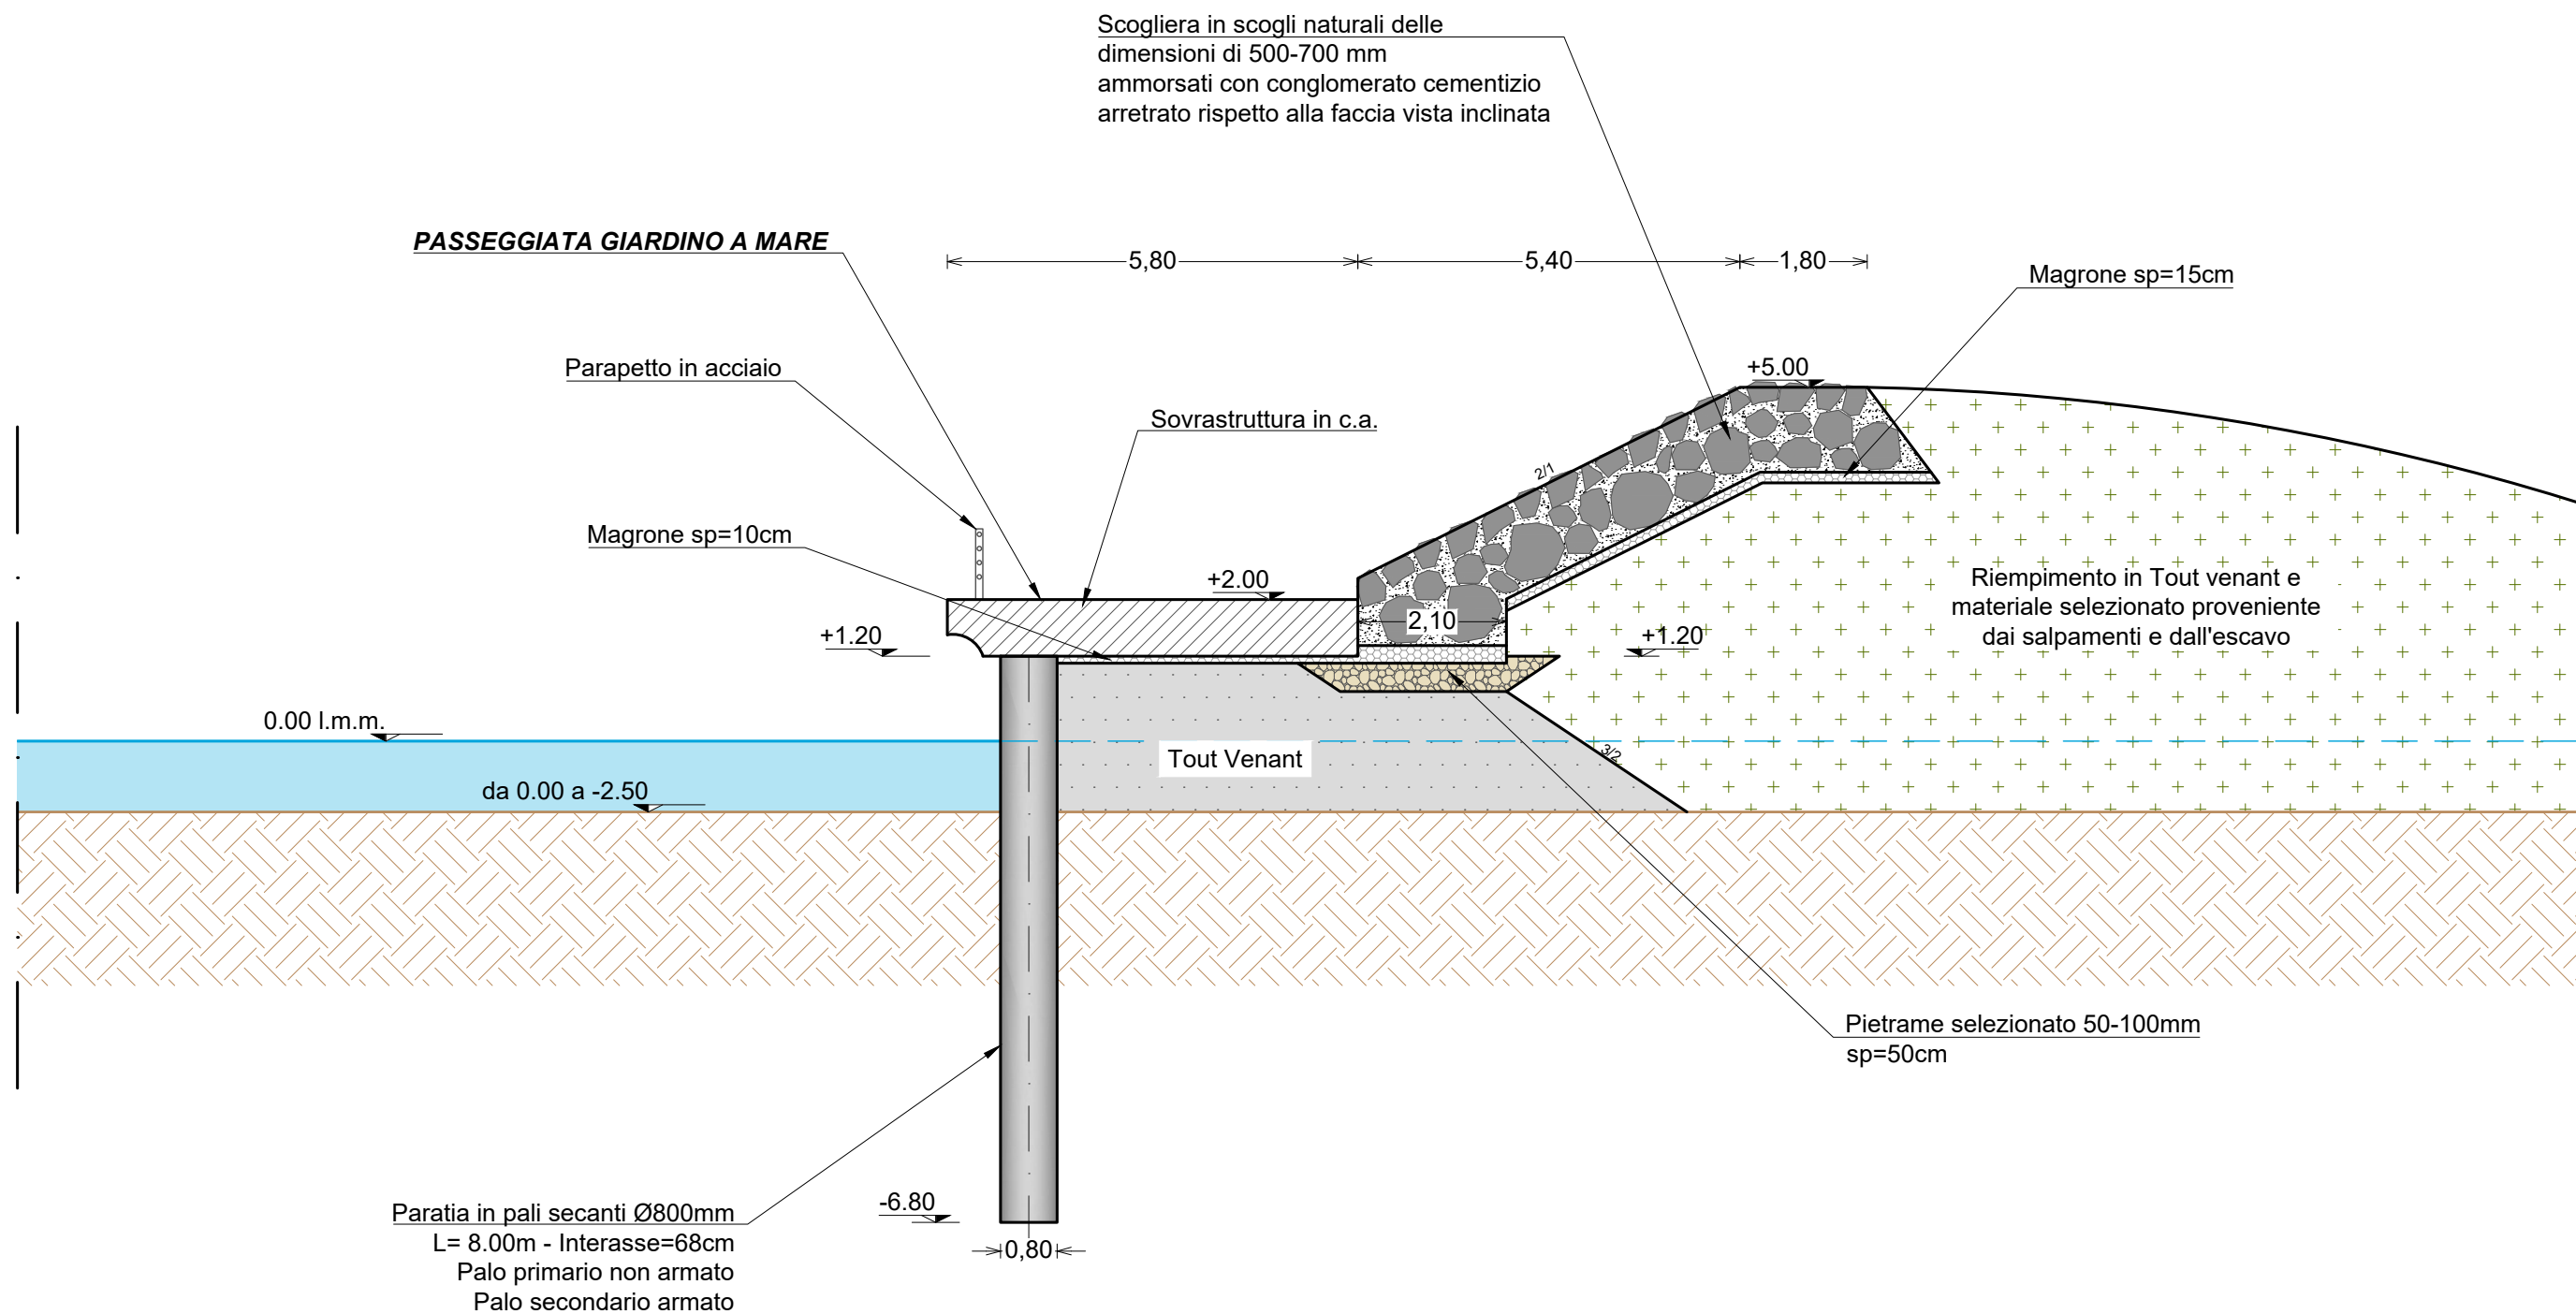 Scogliera in scogli naturali delle
dimensioni di 500-700 mm
ammorsati con conglomerato cementizio
arretrato rispetto alla faccia vista inclinata
PASSEGGIATA GIARDINO A MARE
5,80
5,40
1,80
Magrone sp=15cm
Parapetto in acciaio
+5.00
Sovrastruttura in c.a.
2/1
Magrone sp=10cm
+2.00
Riempimento in Tout venant e
materiale selezionato proveniente
dai salpamenti e dall'escavo
2,10
+1.20
+1.20
0.00 l.m.m.
3/2
Tout Venant
da 0.00 a -2.50
Pietrame selezionato 50-100mm
sp=50cm
-6.80
Paratia in pali secanti Ø800mm
L= 8.00m - Interasse=68cm
Palo primario non armato
Palo secondario armato
0,80